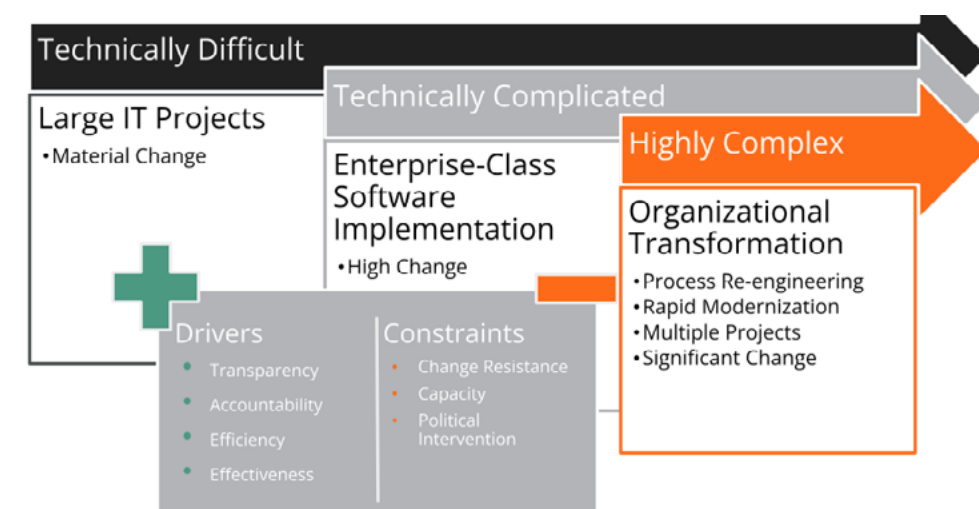 Technically Difficult
Large IT Projects
•Material Change
Technically Complicated
Enterprise-Class
Software
Implementation
•High Change
Highly Complex
Organizational
Transformation
•Process Re-engineering
•Rapid Modernization
•Multiple Projects
•Significant Change
Drivers
• Transparency
• Accountability
• Efficiency
• Effectiveness
Constraints
• Change Resistance
• Capacity
• Political
Intervention